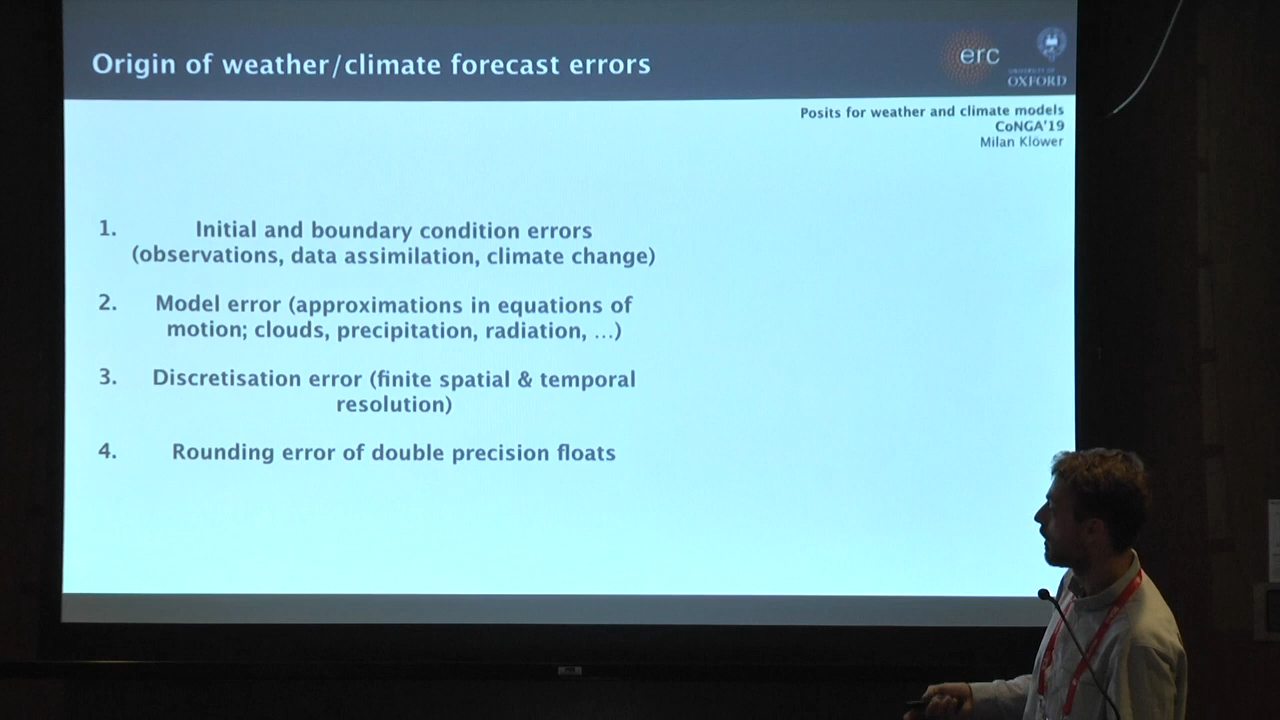 Origin of weather/climate forecast errors
erc
UNIVERSITY OF
OXFORD
Posits for weather and climate models
CoNGA'19
Milan Klöwer
1. Initial and boundary condition errors
(observations, data assimilation, climate change)
2. Model error (approximations in equations of
motion; clouds, precipitation, radiation, ...)
3. Discretisation error (finite spatial & temporal
resolution)
4. Rounding error of double precision floats